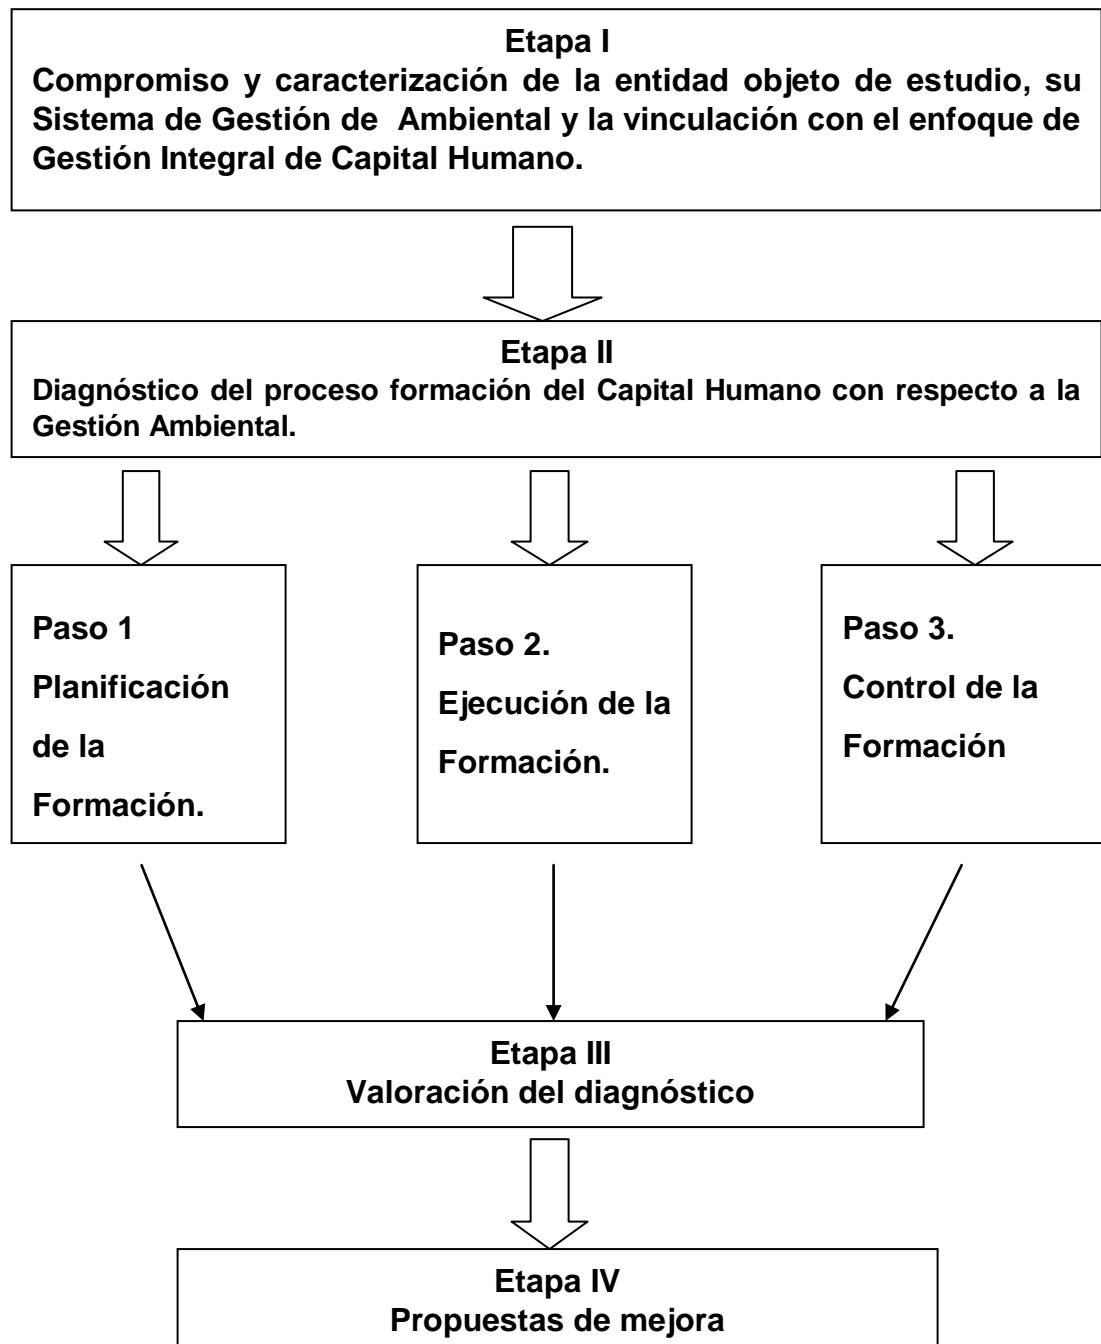 Etapa I
Compromiso y caracterización de la entidad objeto de estudio, su
Sistema de Gestión de  Ambiental y la vinculación con el enfoque de
Gestión Integral de Capital Humano.
Etapa II
Diagnóstico del proceso formación del Capital Humano con respecto a la
Gestión Ambiental.
Paso 1
Planificación
de la
Formación.
Paso 2.
Ejecución de la
Formación.
Paso 3.
Control de la
Formación
Etapa III
Valoración del diagnóstico
Etapa IV
Propuestas de mejora